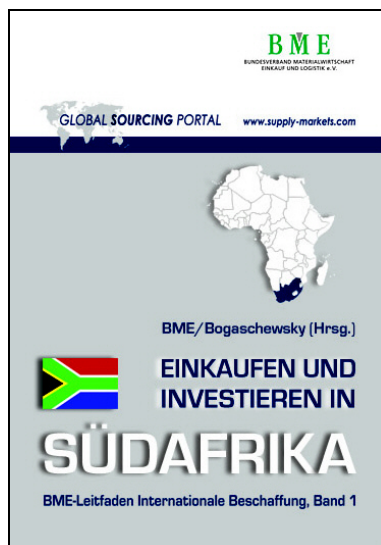 BME
BUNDESVERBAND MATERIALWIRTSCHAFT
EINKAUF UND LOGISTIK e.V.
GLOBAL SOURCING PORTAL www.supply-markets.com
BME/Bogaschewsky (Hrsg.)
EINKAUFEN UND
INVESTIEREN IN
SÜDAFRIKA
BME-Leitfaden Internationale Beschaffung, Band 1